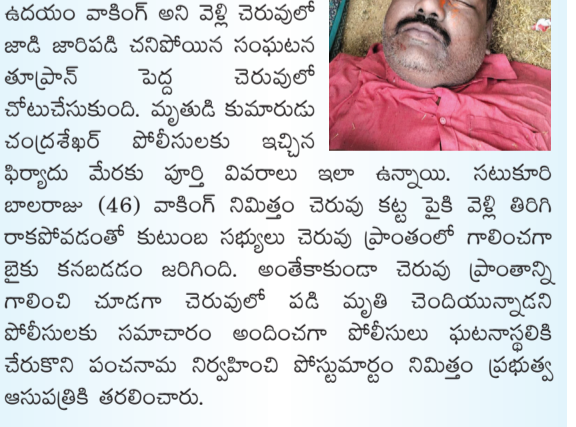 ఉదయం వాకింగ్ అని వెళ్లి చెరువులో
జాడి జారిపడి చనిపోయిన సంఘటన
తూప్రాన్ పెద్ద చెరువులో
చోటుచేసుకుంది. మృతుడి కుమారుడు
చంద్రశేఖర్ పోలీసులకు ఇచ్చిన
ఫిర్యాదు మేరకు పూర్తి వివరాలు ఇలా ఉన్నాయి. సటుకూరి
బాలరాజు (46) వాకింగ్ నిమిత్తం చెరువు కట్ట పైకి వెళ్లి తిరిగి
రాకపోవడంతో కుటుంబ సభ్యులు చెరువు ప్రాంతంలో గాలించగా
బైకు కనబడడం జరిగింది. అంతేకాకుండా చెరువు ప్రాంతాన్ని
గాలించి చూడగా చెరువులో పడి మృతి చెందియున్నాడని
పోలీసులకు సమాచారం అందించగా పోలీసులు ఘటనాస్థలికి
చేరుకొని పంచనామ నిర్వహించి పోస్టుమార్టం నిమిత్తం ప్రభుత్వ
ఆసుపత్రికి తరలించారు.